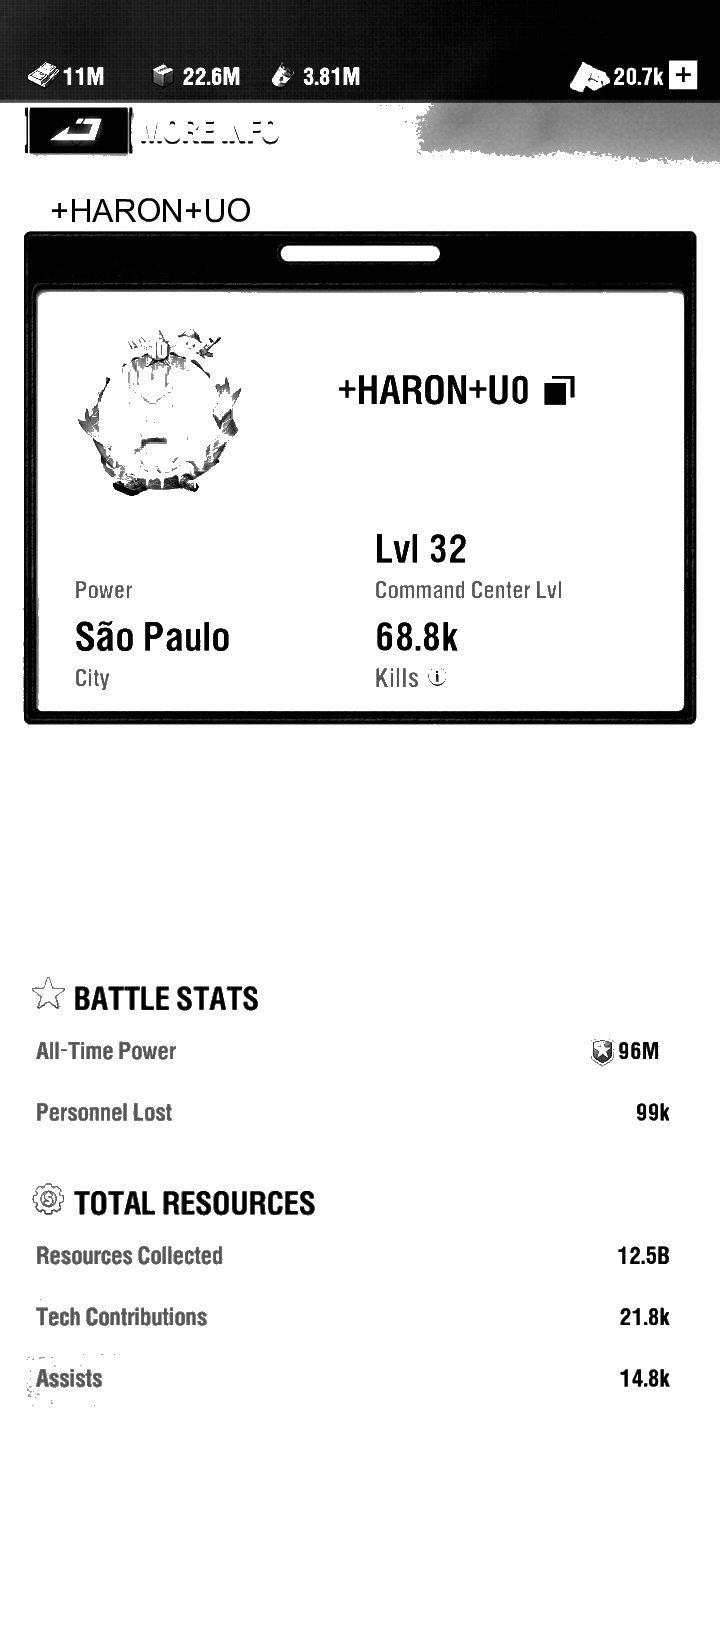 11M 22.6M 3.81M 20.7k +
MORE INFO
+HARON+UO
+HARON+U0
Lvl 32
Power Command Center Lvl
São Paulo 68.8k
City Kills
BATTLE STATS
All-Time Power 96M
Personnel Lost 99k
TOTAL RESOURCES
Resources Collected 12.5B
Tech Contributions 21.8k
Assists 14.8k